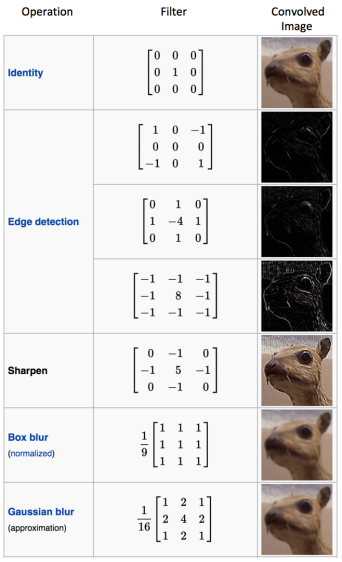 Operation Filter Convolved Image
Identity
0 0 0
0 1 0
0 0 0
Edge detection
1 0 −1
0 0 0
−1 0 1
0 1 0
1 −4 1
0 1 0
−1 −1 −1
−1 8 −1
−1 −1 −1
Sharpen
0 −1 0
−1 5 −1
0 −1 0
Box blur
(normalized)
1/9
1 1 1
1 1 1
1 1 1
Gaussian blur
(approximation)
1/16
1 2 1
2 4 2
1 2 1